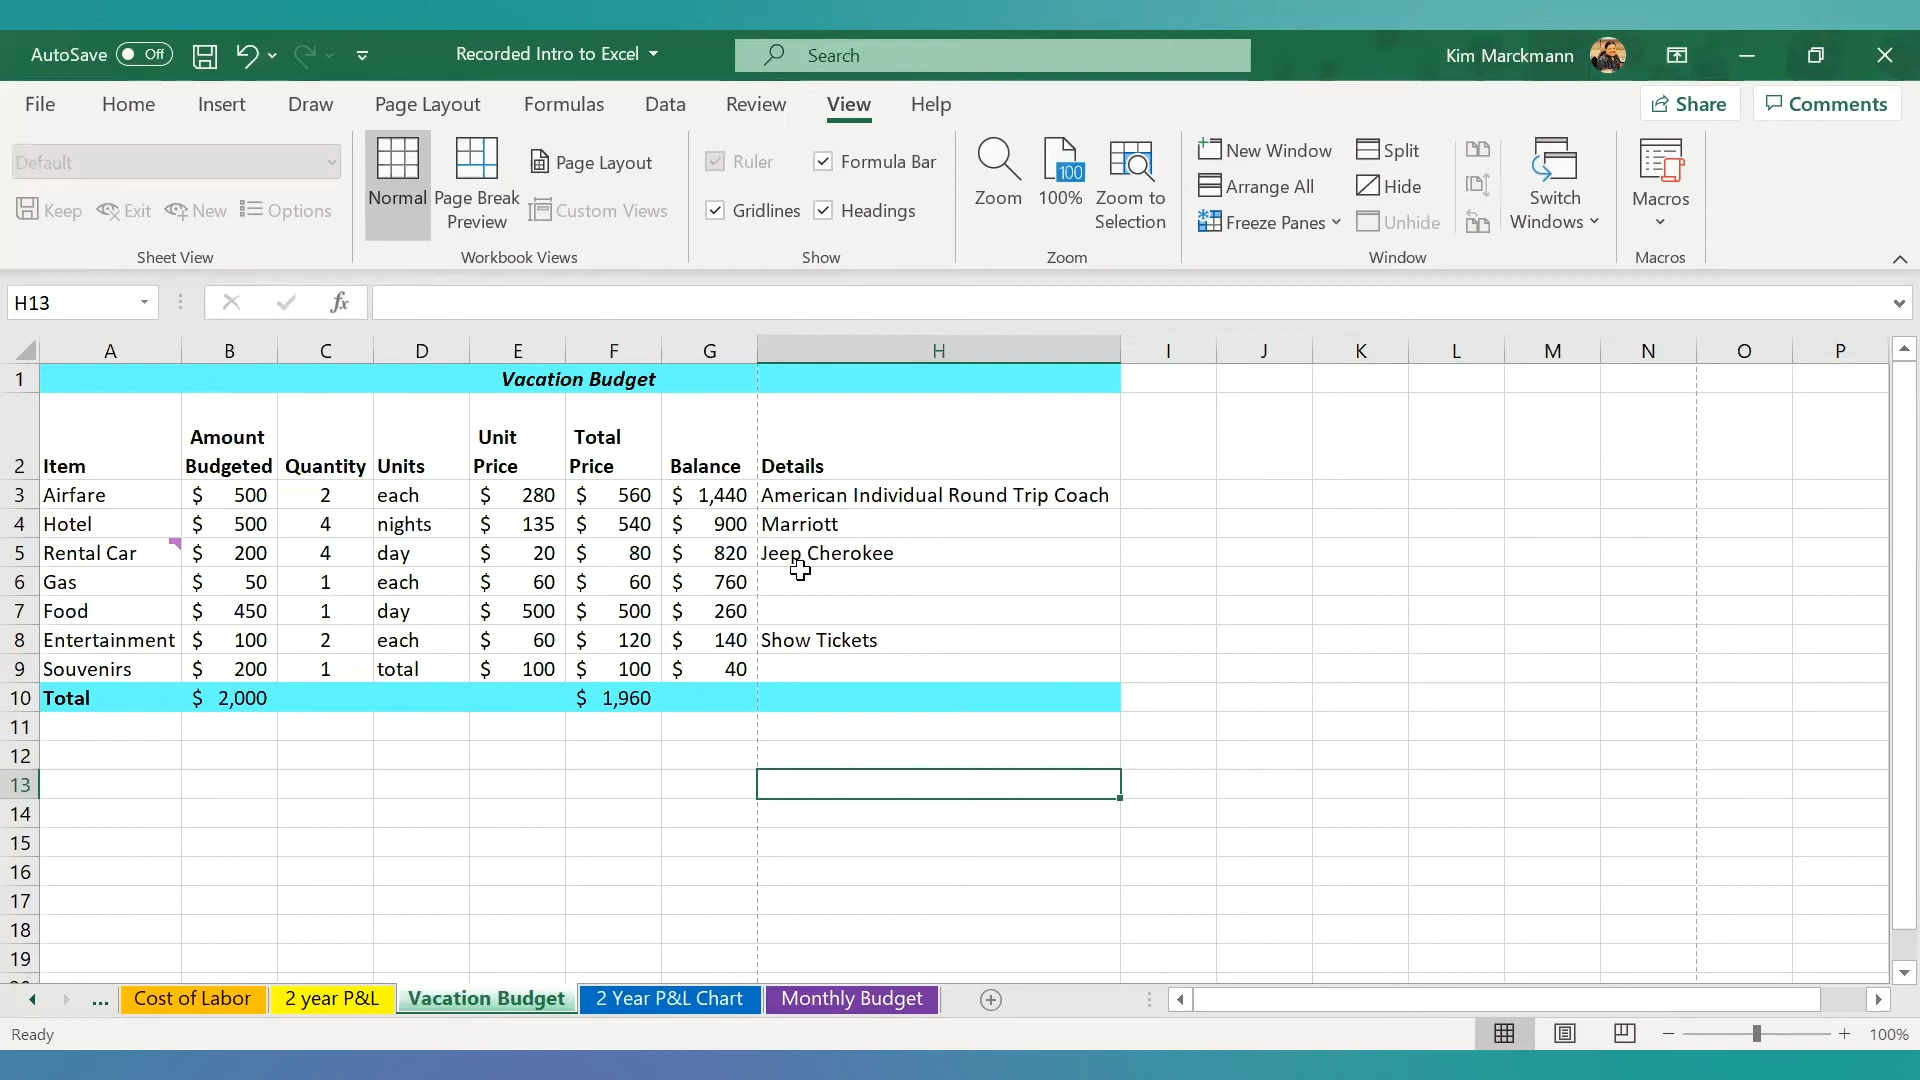 AutoSave Off Recorded Intro to Excel Search Kim Marckmann
File Home Insert Draw Page Layout Formulas Data Review View Help Share Comments
Default
Keep Exit New Options
Sheet View
Normal
Page Break
Preview
Page Layout
Custom Views
Workbook Views
Ruler Formula Bar
Gridlines Headings
Show
Zoom
100
100%
Zoom to
Selection
Zoom
New Window Split
Arrange All Hide
Freeze Panes Unhide
Switch
Windows
Window
Macros
Macros
H13 fx
A B C D E F G H I J K L M N O P
1 Vacation Budget
Amount Unit Total
2 Item Budgeted Quantity Units Price Price Balance Details
3 Airfare $ 500 2 each $ 280 $ 560 $ 1,440 American Individual Round Trip Coach
4 Hotel $ 500 4 nights $ 135 $ 540 $ 900 Marriott
5 Rental Car $ 200 4 day $ 20 $ 80 $ 820 Jeep Cherokee
6 Gas $ 50 1 each $ 60 $ 60 $ 760
7 Food $ 450 1 day $ 500 $ 500 $ 260
8 Entertainment $ 100 2 each $ 60 $ 120 $ 140 Show Tickets
9 Souvenirs $ 200 1 total $ 100 $ 100 $ 40
10 Total $ 2,000 $ 1,960
11
12
13
14
15
16
17
18
19
... Cost of Labor 2 year P&L Vacation Budget 2 Year P&L Chart Monthly Budget
Ready 100%